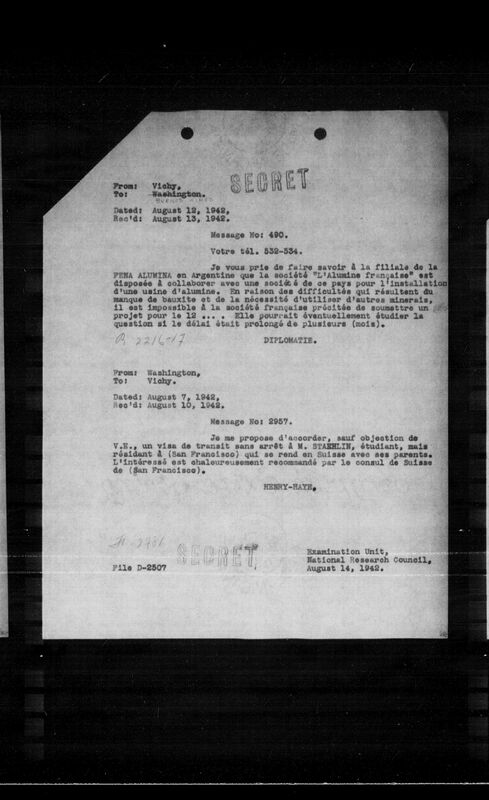 SECRET
From: Vichy,
To: Washington.
BUENOS AIRES
Dated: August 12, 1942,
Rec'd: August 13, 1942,
Message No: 490.
Votre tél. 532-534.
Je vous prie de faire savoir à la filiale de la
FENA ALUMINA en Argentine que la société "L'Alumine française" est
disposée à collaborer avec une société de ce pays pour l'installation
d'une usine d'alumine. En raison des difficultés qui résultent du
manque de bauxite et de la nécessité d'utiliser d'autres minerais,
il est impossible à la société française précitée de soumettre un
projet pour le 12 .... . Elle pourrait éventuellement étudier la
question si le délai était prolongé de plusieurs (mois).
DIPLOMATIE.
From: Washington,
To: Vichy.
Dated: August 7, 1942,
Rec'd: August 10, 1942.
Message No: 2957.
Je me propose d'accorder, sauf objection de
V.E., un visa de transit sans arrêt à M. STAEHLIN, étudiant, mais
résidant à (San Francisco) qui se rend en Suisse avec ses parents.
L'intéressé est chaleureusement recommandé par le consul de Suisse
de (San Francisco).
HENRY-HAYE.
SECRET
File D-2507
Examination Unit,
National Research Council,
August 14, 1942.